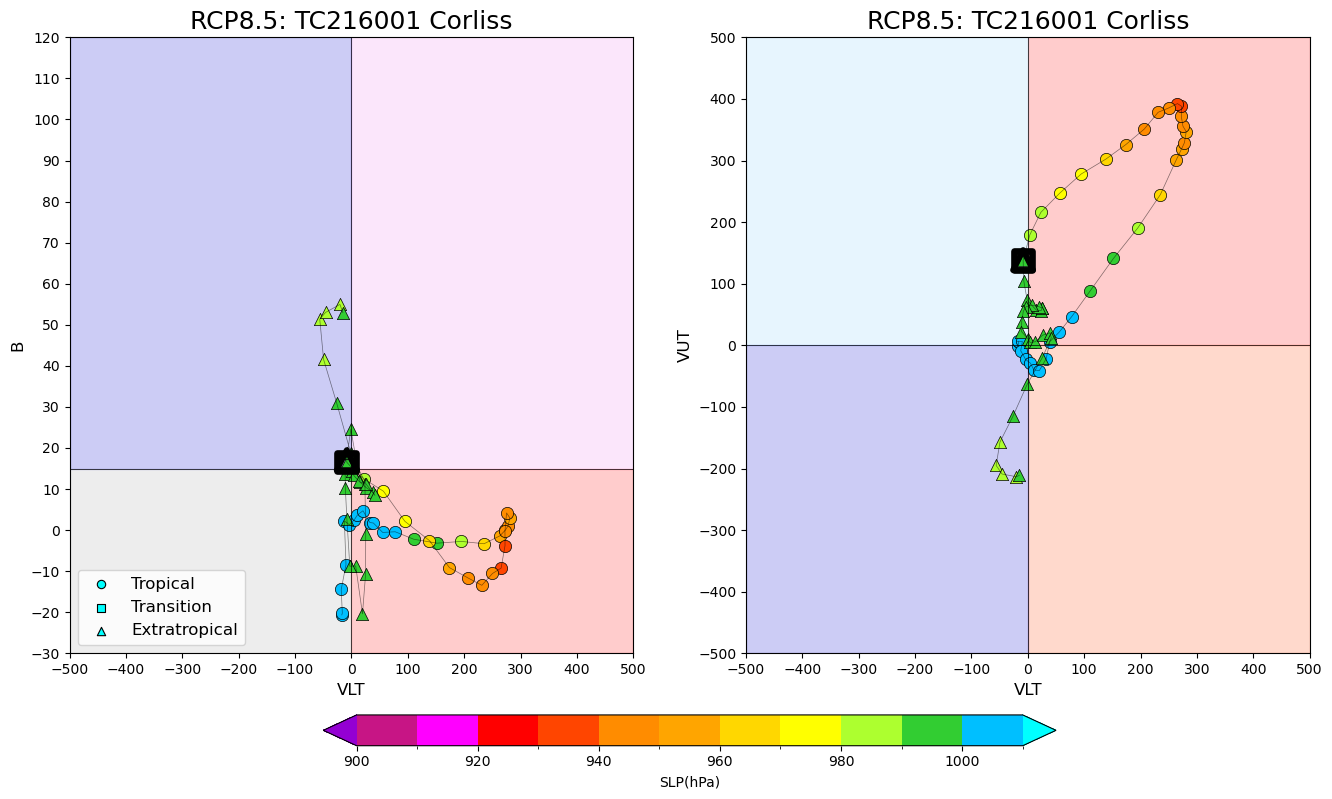 RCP8.5: TC216001 Corliss
120
110
100
90
80
70
60
50
40
30
20
10
0
−10
−20
−30
B
Tropical
Transition
Extratropical
−500 −400 −300 −200 −100 0 100 200 300 400 500
VLT
RCP8.5: TC216001 Corliss
500
400
300
200
100
0
−100
−200
−300
−400
−500
VUT
−500 −400 −300 −200 −100 0 100 200 300 400 500
VLT
900 920 940 960 980 1000
SLP(hPa)